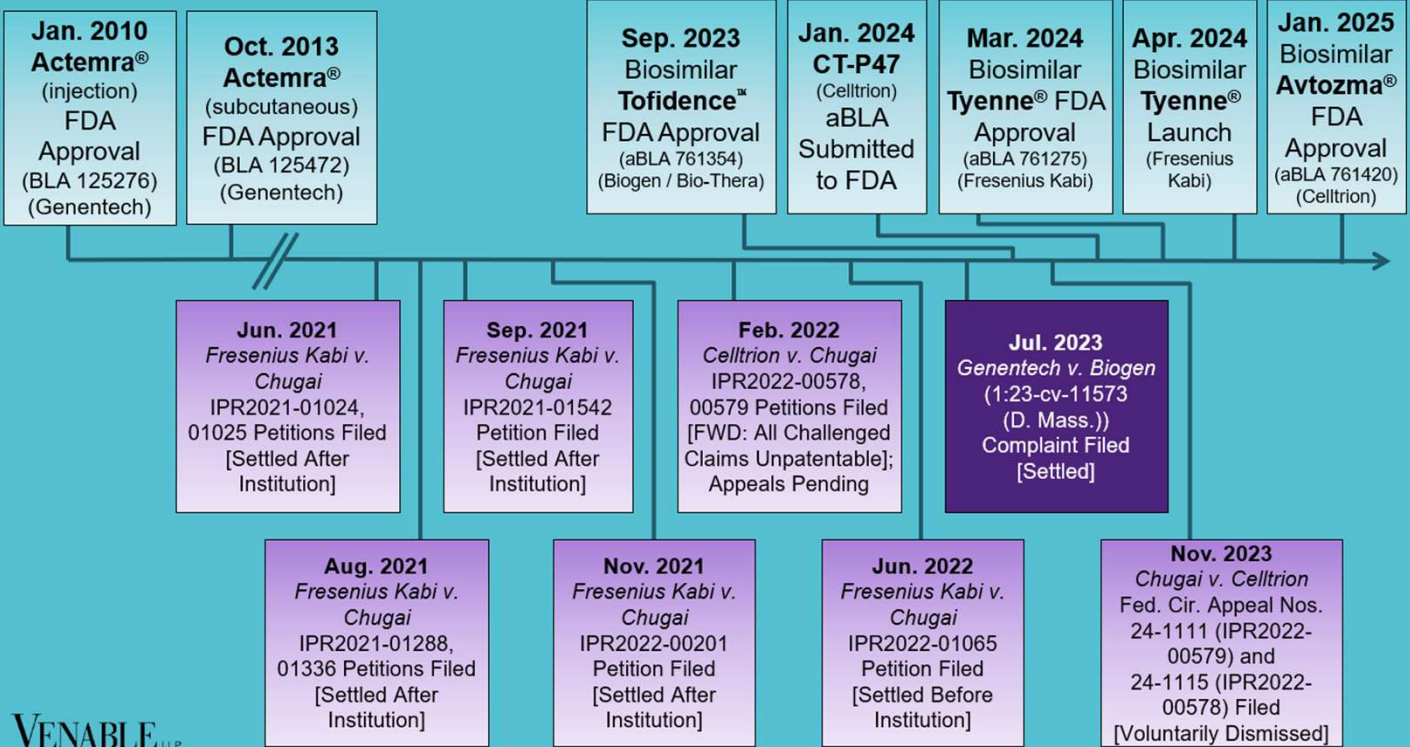 Jan. 2010
Actemra®
(injection)
FDA
Approval
(BLA 125276)
(Genentech)
Oct. 2013
Actemra®
(subcutaneous)
FDA Approval
(BLA 125472)
(Genentech)
Sep. 2023
Biosimilar
Tofidence™
FDA Approval
(aBLA 761354)
(Biogen / Bio-Thera)
Jan. 2024
CT-P47
(Celltrion)
aBLA
Submitted
to FDA
Mar. 2024
Biosimilar
Tyenne® FDA
Approval
(aBLA 761275)
(Fresenius Kabi)
Apr. 2024
Biosimilar
Tyenne®
Launch
(Fresenius
Kabi)
Jan. 2025
Biosimilar
Avtozma®
FDA
Approval
(aBLA 761420)
(Celltrion)
Jun. 2021
Fresenius Kabi v.
Chugai
IPR2021-01024,
01025 Petitions Filed
[Settled After
Institution]
Sep. 2021
Fresenius Kabi v.
Chugai
IPR2021-01542
Petition Filed
[Settled After
Institution]
Feb. 2022
Celltrion v. Chugai
IPR2022-00578,
00579 Petitions Filed
[FWD: All Challenged
Claims Unpatentable];
Appeals Pending
Jul. 2023
Genentech v. Biogen
(1:23-cv-11573
(D. Mass.))
Complaint Filed
[Settled]
Aug. 2021
Fresenius Kabi v.
Chugai
IPR2021-01288,
01336 Petitions Filed
[Settled After
Institution]
Nov. 2021
Fresenius Kabi v.
Chugai
IPR2022-00201
Petition Filed
[Settled After
Institution]
Jun. 2022
Fresenius Kabi v.
Chugai
IPR2022-01065
Petition Filed
[Settled Before
Institution]
Nov. 2023
Chugai v. Celltrion
Fed. Cir. Appeal Nos.
24-1111 (IPR2022-
00579) and
24-1115 (IPR2022-
00578) Filed
[Voluntarily Dismissed]
VENABLE LLP